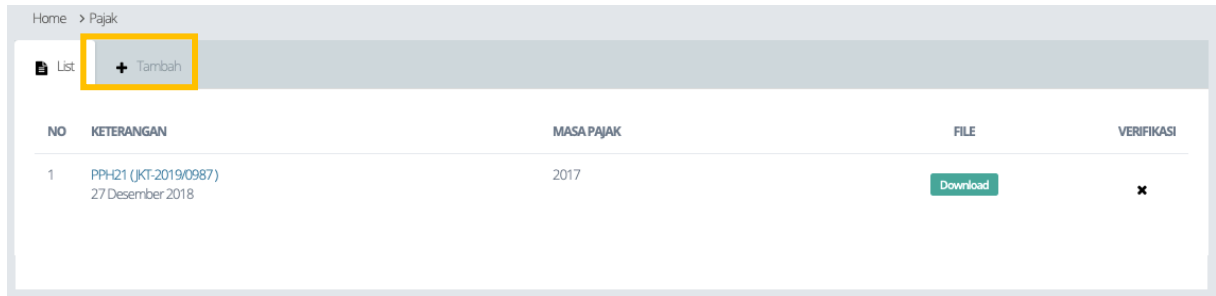 Home > Pajak
List + Tambah
NO KETERANGAN MASA PAJAK FILE VERIFIKASI
1 PPH21 (JKT-2019/0987) 2017 Download
27 Desember 2018